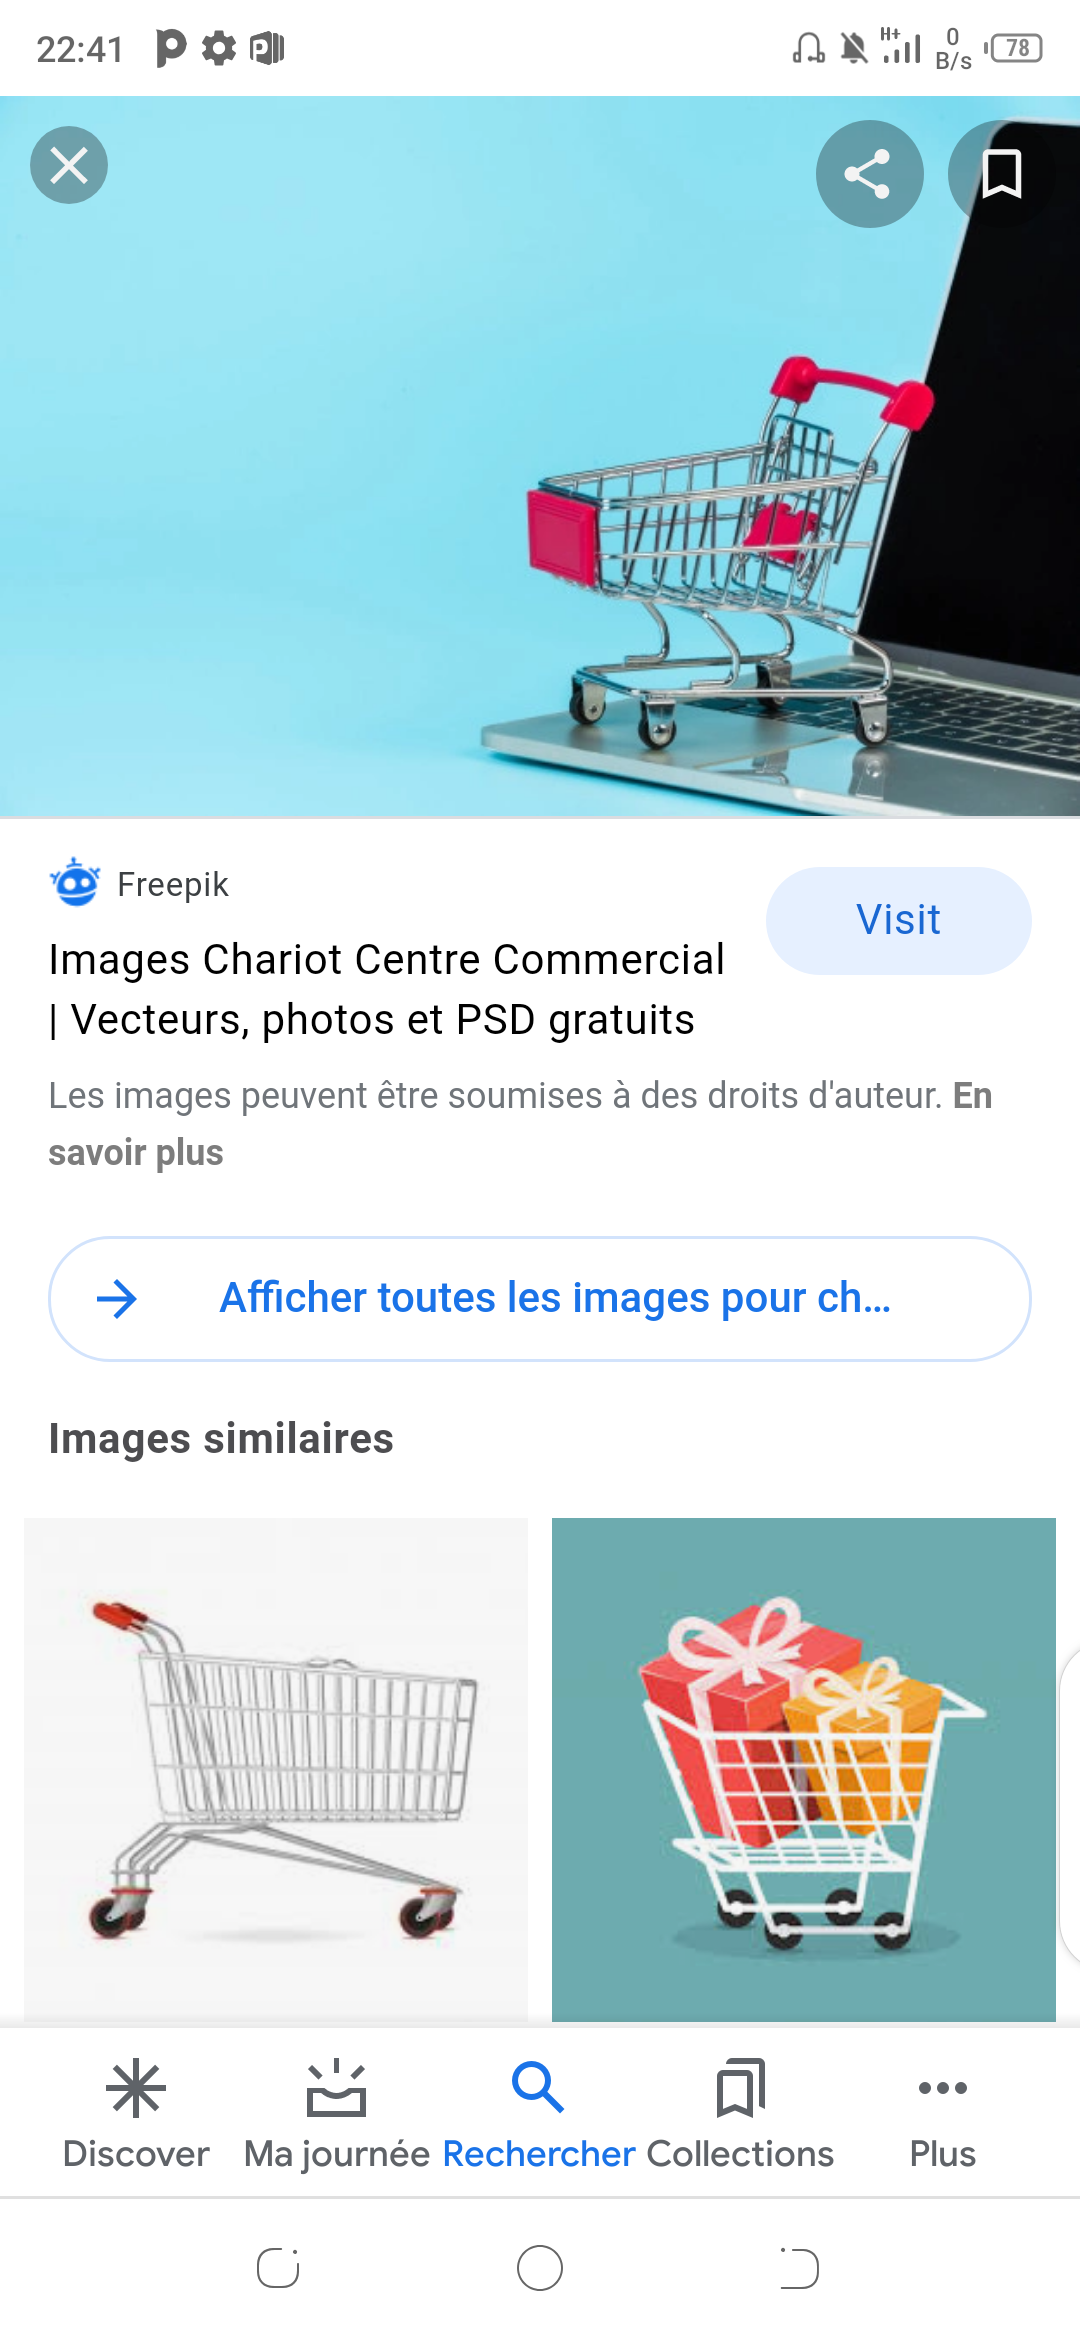 22:41
H+
0
B/s
78
Freepik
Visit
Images Chariot Centre Commercial
| Vecteurs, photos et PSD gratuits
Les images peuvent être soumises à des droits d'auteur. En
savoir plus
Afficher toutes les images pour ch...
Images similaires
Discover
Ma journée
Rechercher
Collections
Plus